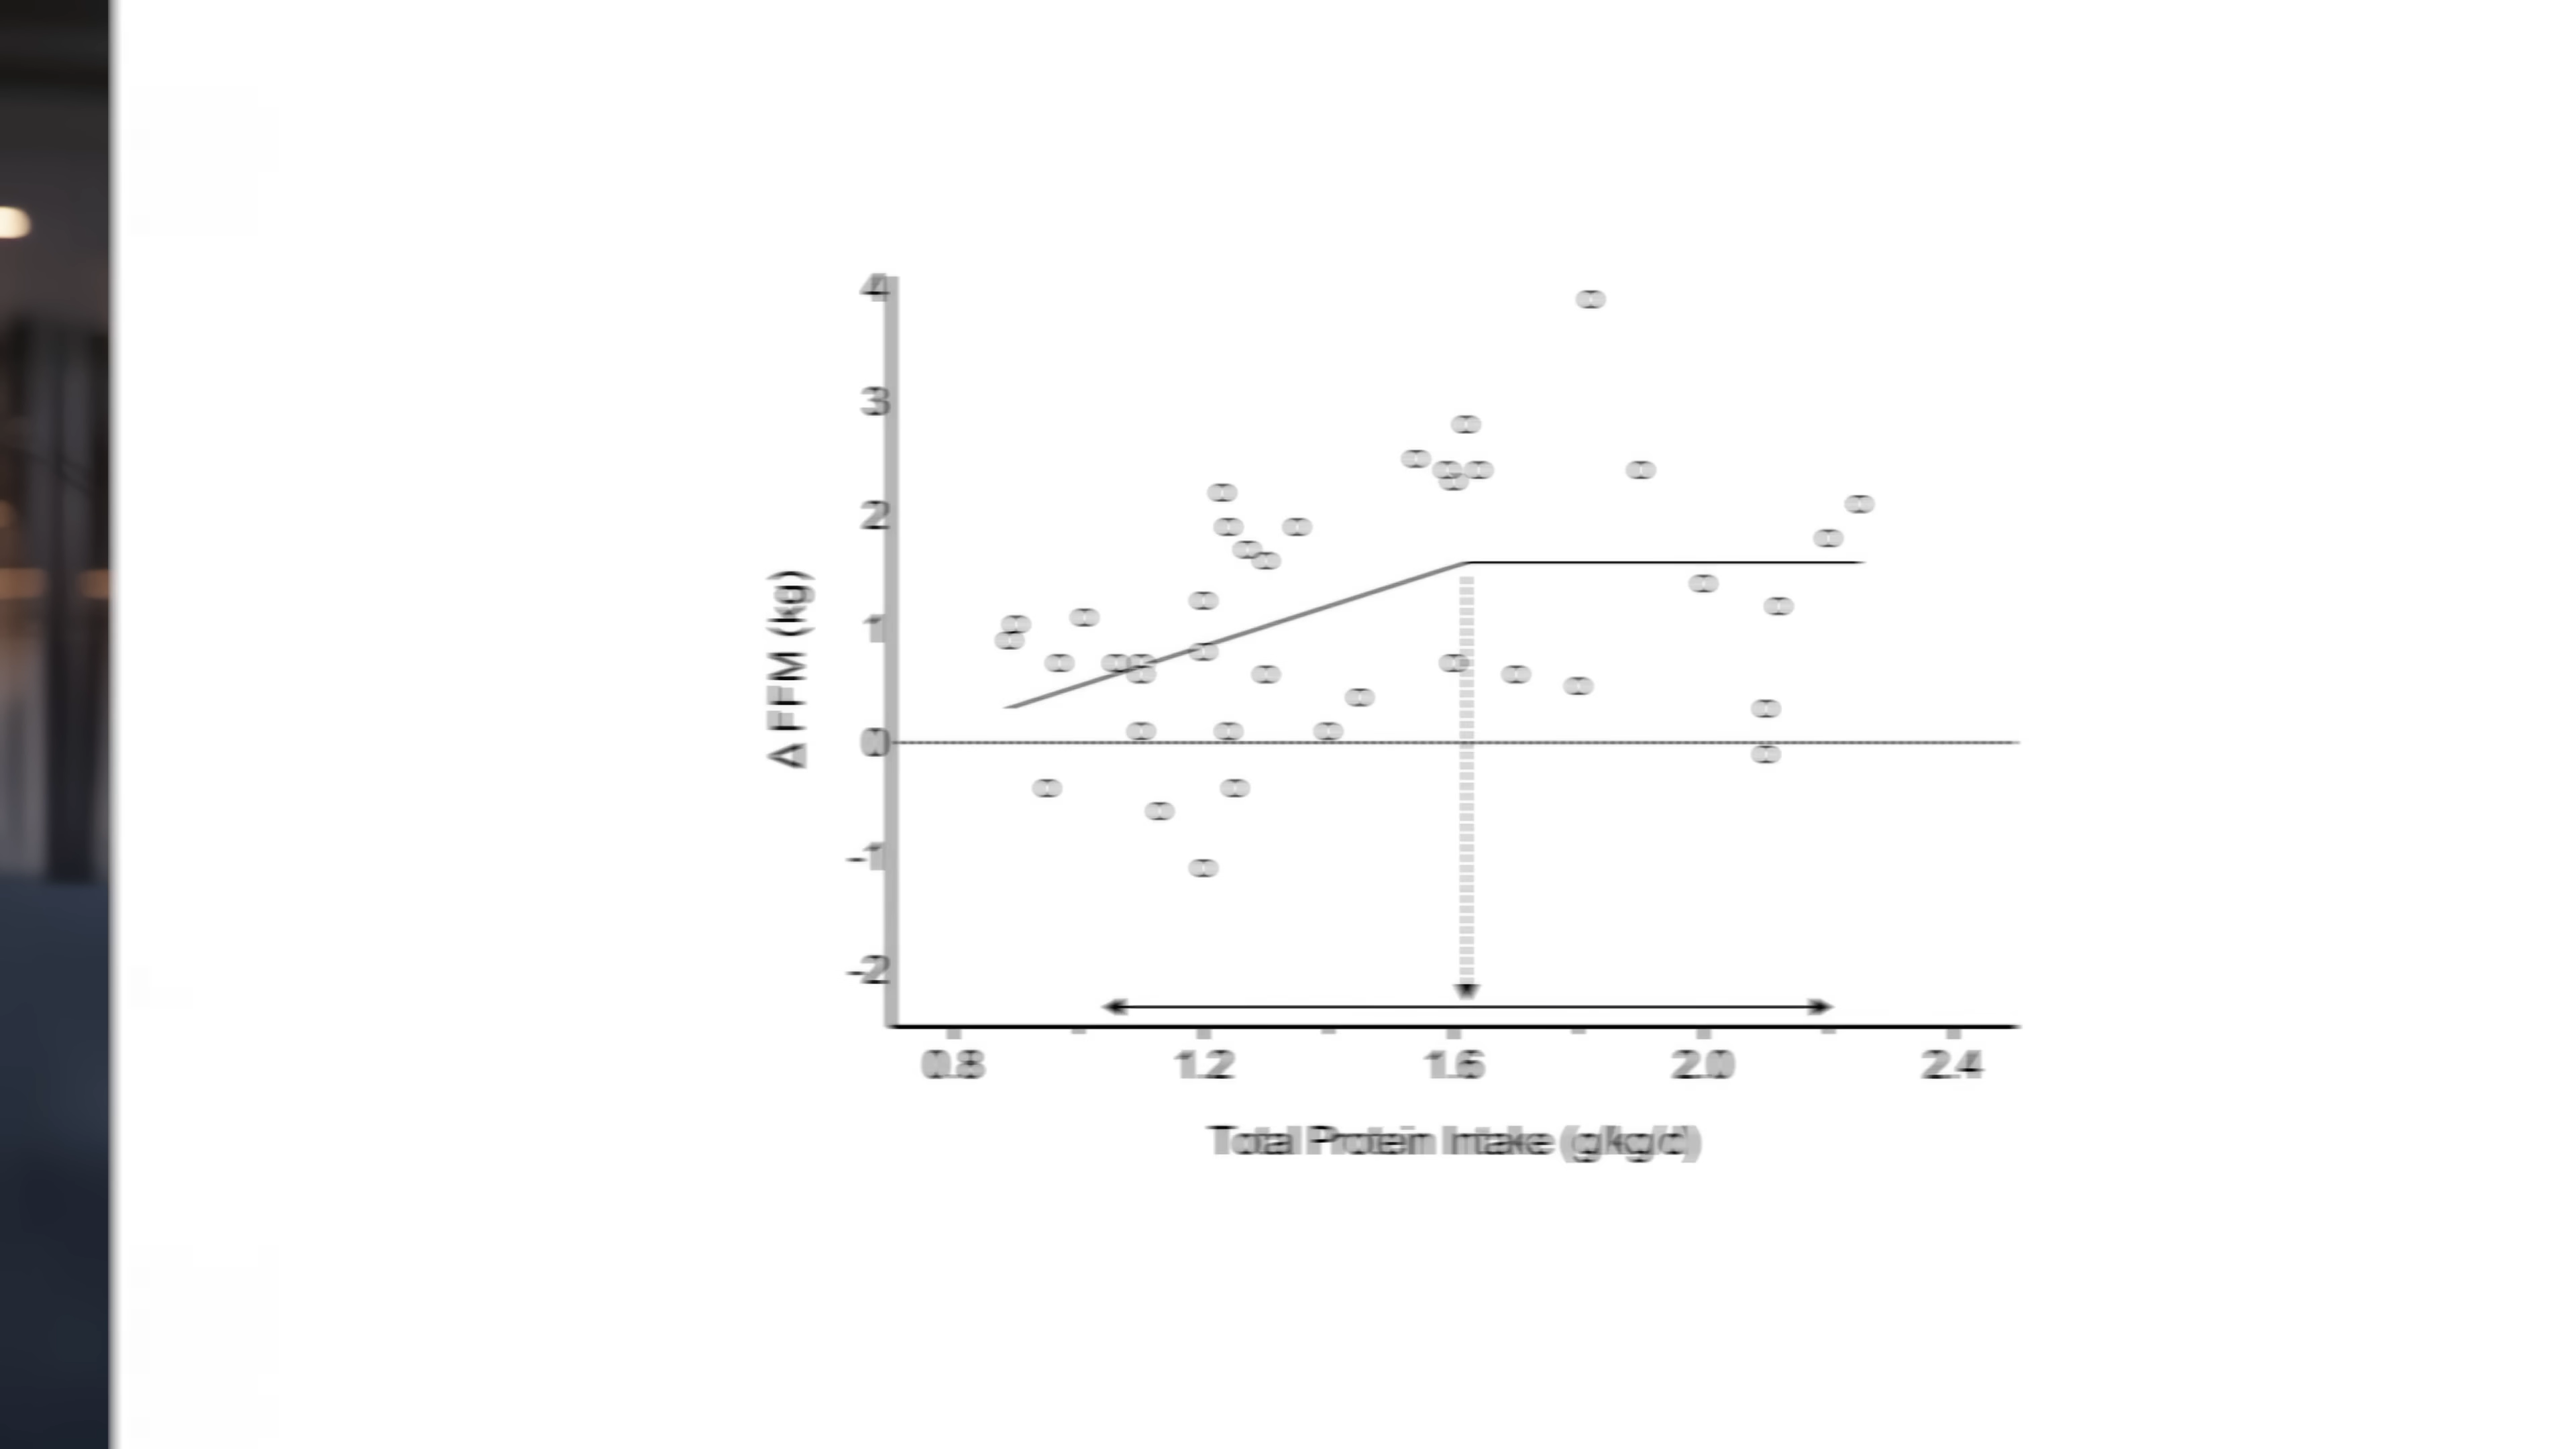 4
3
2
1
0
-1
-2
Δ FFM (kg)
0.8 1.2 1.6 2.0 2.4
Total Protein Intake (g/kg/d)